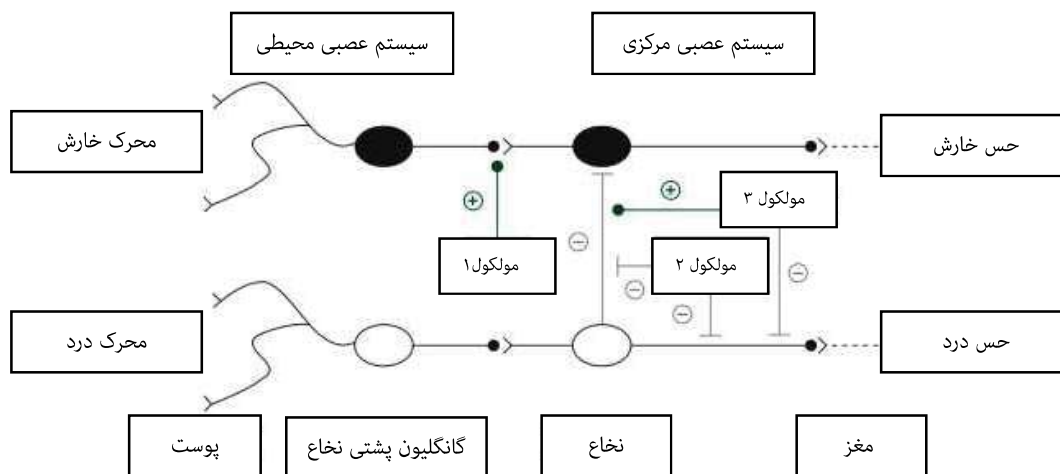 سیستم عصبی مرکزی
سیستم عصبی محیطی
حس خارش
محرک خارش
مولکول ۳
+
+
مولکول ۲
مولکول۱
−
−
−
−
حس درد
محرک درد
مغز
نخاع
گانگلیون پشتی نخاع
پوست